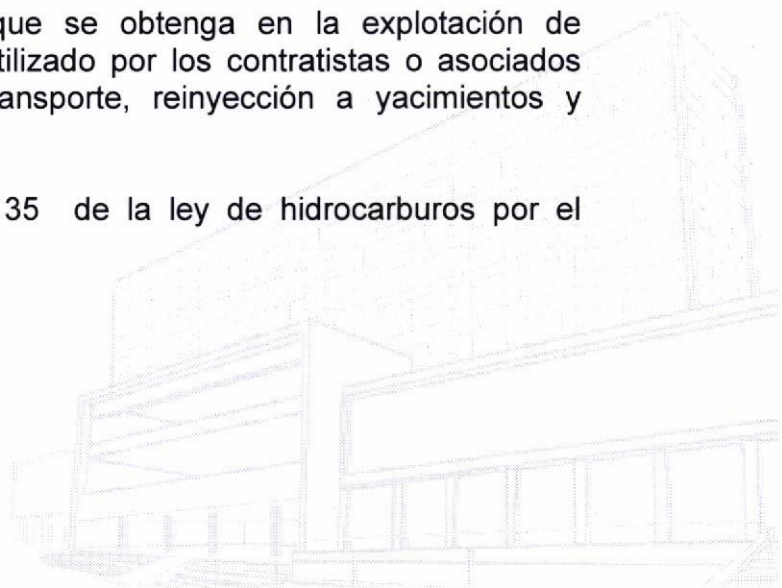 que se obtenga en la explotación de
tilizado por los contratistas o asociados
ansporte, reinyección a yacimientos y
35 de la ley de hidrocarburos por el